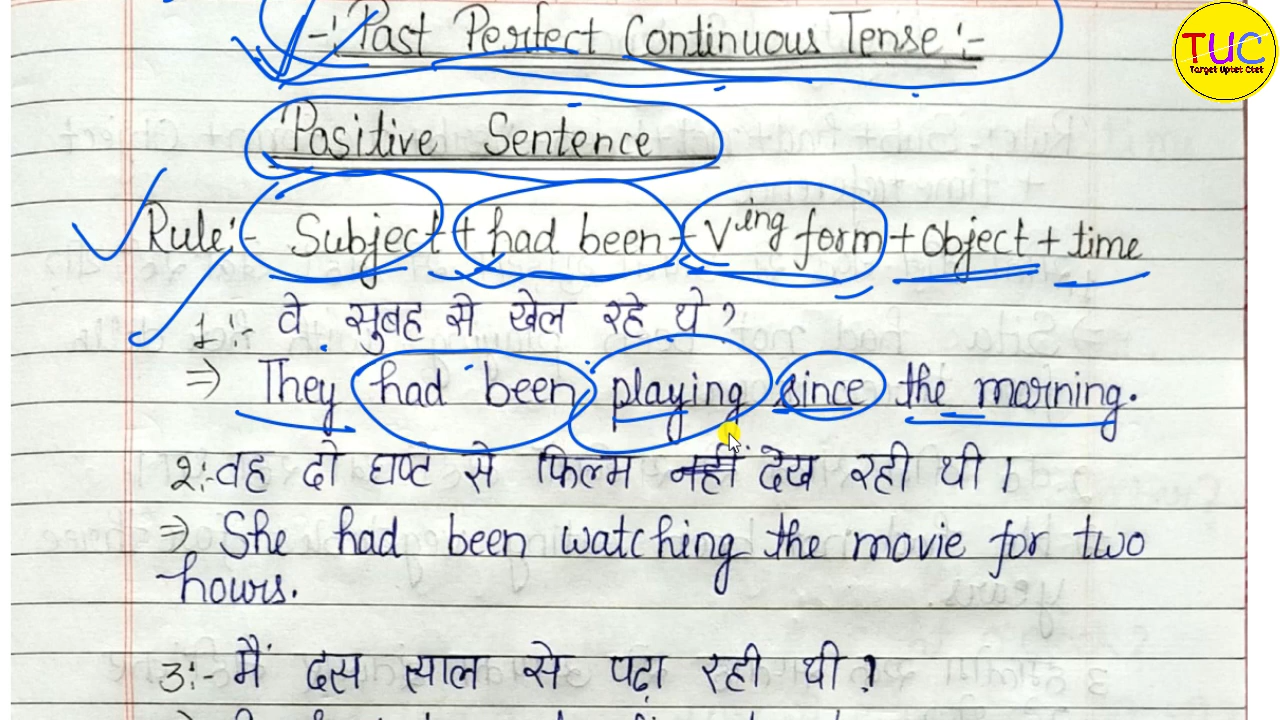 -: Past Perfect Continuous Tense :-
TUC
Target Uptet Ctet
Positive Sentence
Rule:- Subject + had been + V ing form + object + time
1:- वे सुबह से खेल रहे थे?
⇒ They had been playing since the morning.
2:- वह दो घण्टे से फिल्म नहीं देख रही थी।
⇒ She had been watching the movie for two
hours.
3:- मैं दस साल से पढ़ा रही थी?